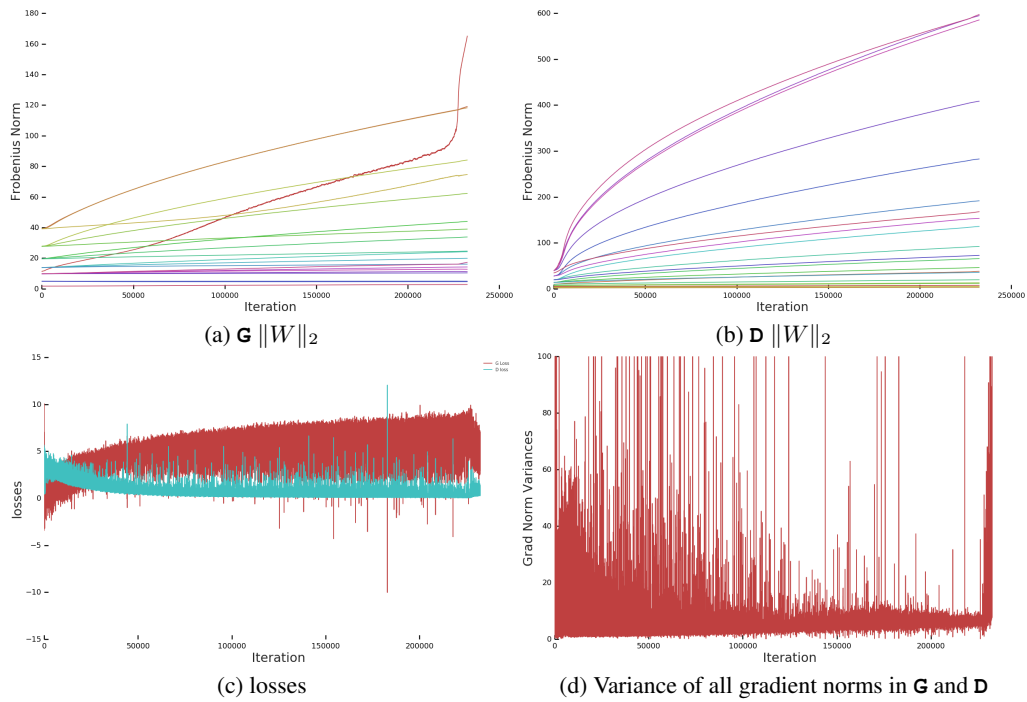 180
160
140
120
100
80
60
40
20
0
Frobenius Norm
0 50000 100000 150000 200000 250000
Iteration
(a) G ‖W‖₂
600
500
400
300
200
100
0
Frobenius Norm
0 50000 100000 150000 200000 250000
Iteration
(b) D ‖W‖₂
15
10
5
0
−5
−10
−15
losses
G Loss
D loss
0 50000 100000 150000 200000
Iteration
(c) losses
100
80
60
40
20
0
Grad Norm Variances
0 50000 100000 150000 200000
Iteration
(d) Variance of all gradient norms in G and D